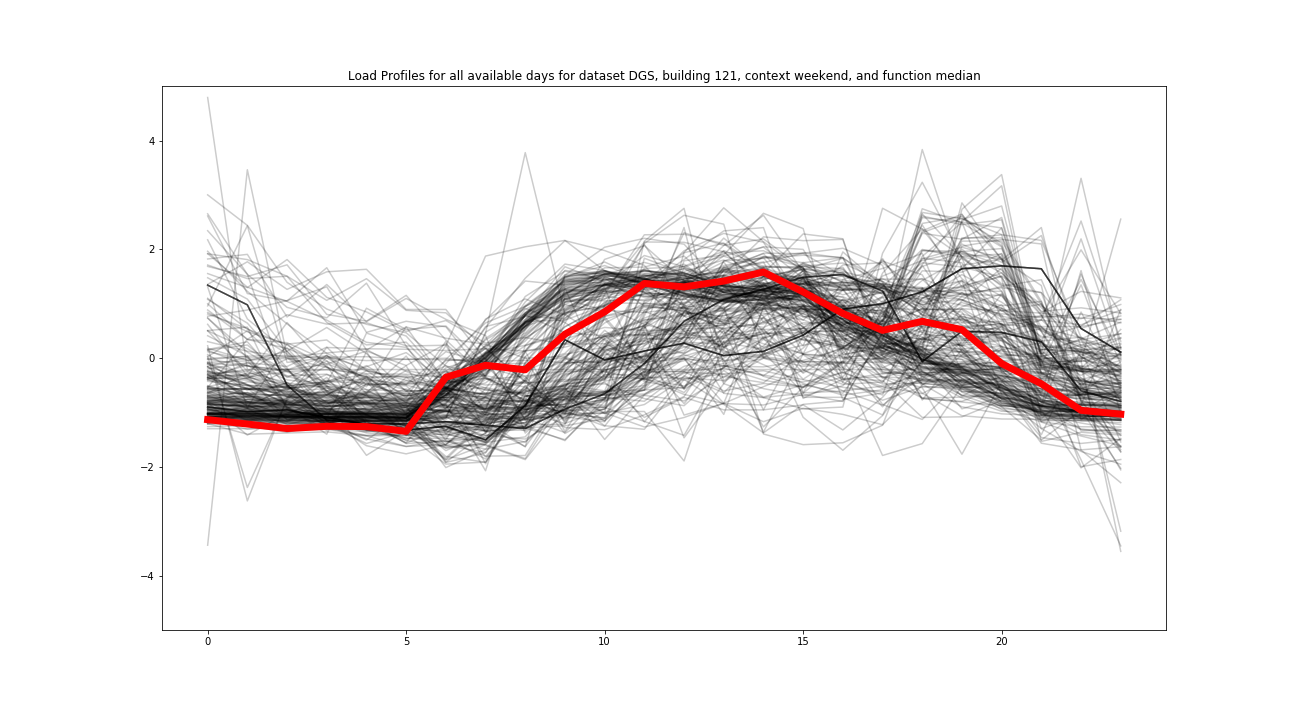 Load Profiles for all available days for dataset DGS, building 121, context weekend, and function median
4
2
0
−2
−4
0 5 10 15 20